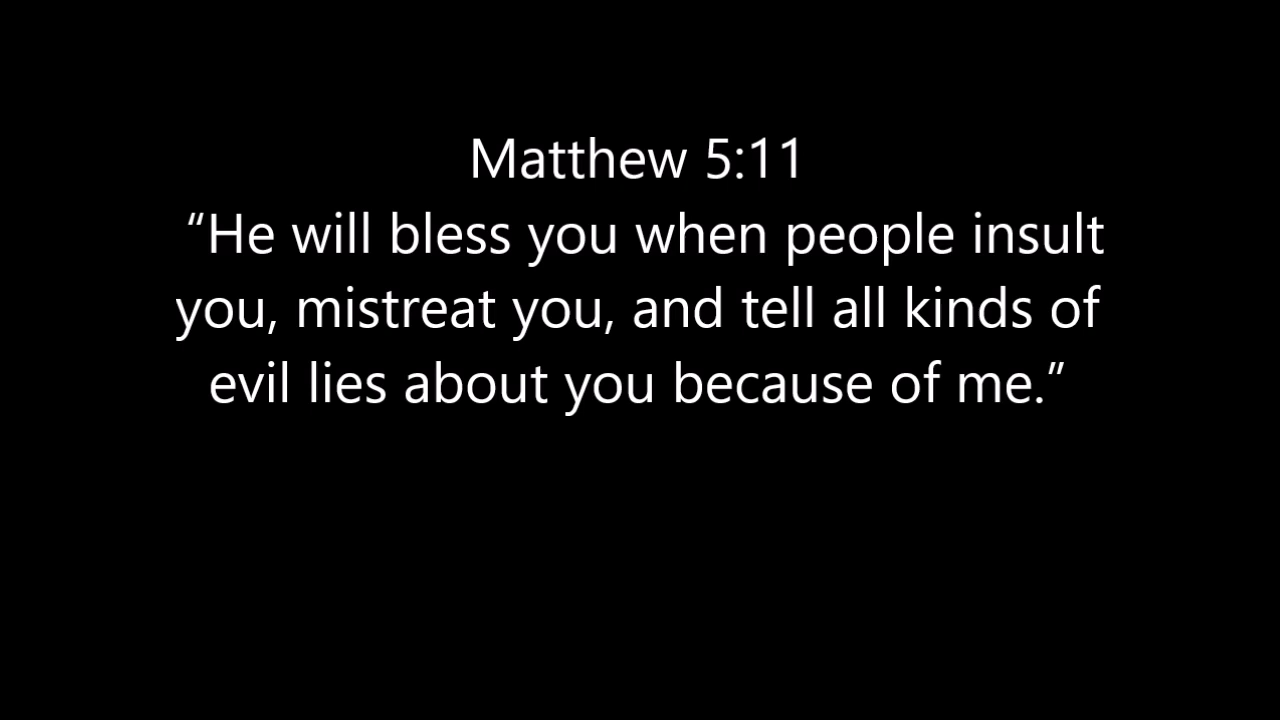 Matthew 5:11
“He will bless you when people insult
you, mistreat you, and tell all kinds of
evil lies about you because of me.”